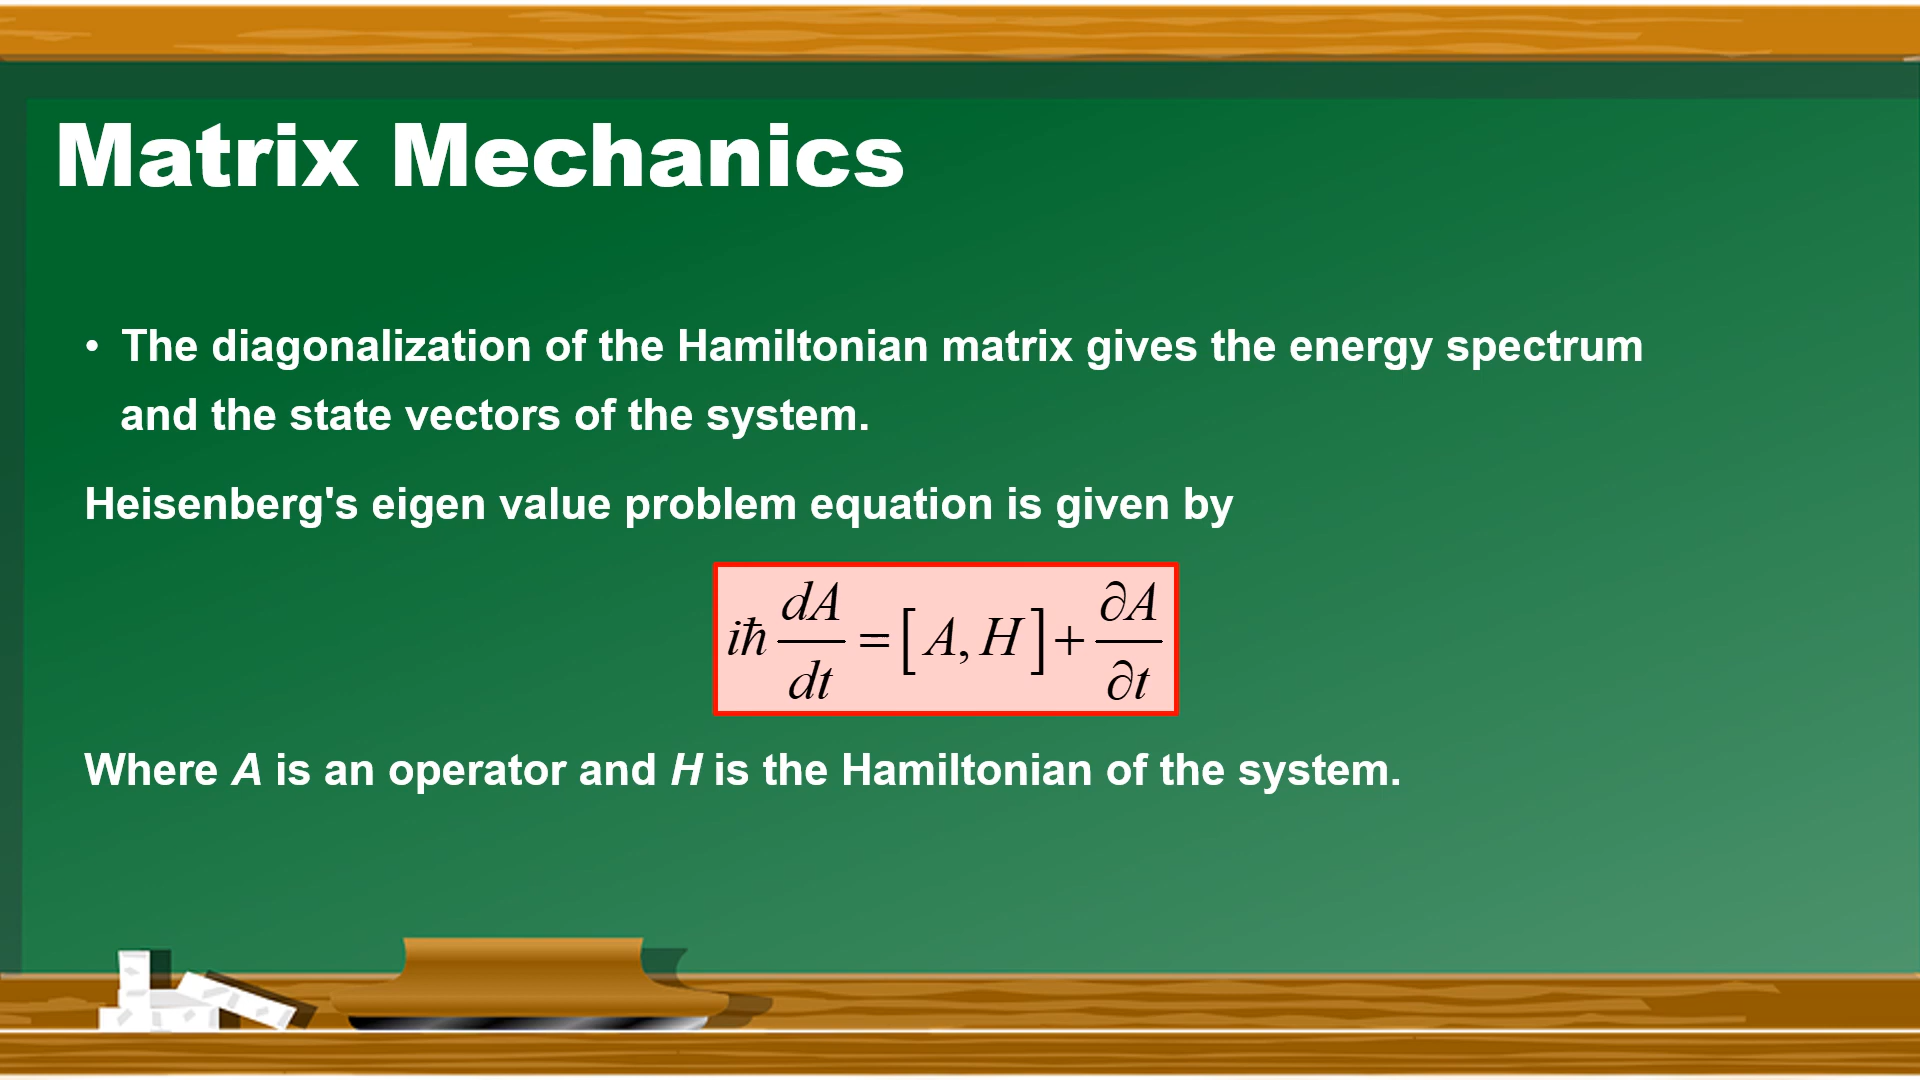 Matrix Mechanics
• The diagonalization of the Hamiltonian matrix gives the energy spectrum
and the state vectors of the system.
Heisenberg's eigen value problem equation is given by
iħ dA/dt = [A, H] + ∂A/∂t
Where A is an operator and H is the Hamiltonian of the system.